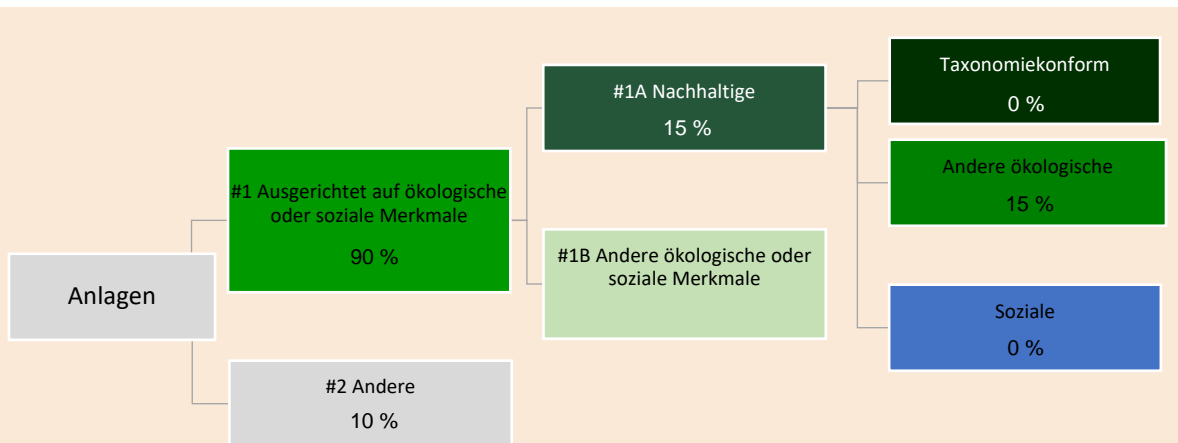 Anlagen
#1 Ausgerichtet auf ökologische
oder soziale Merkmale
90 %
#2 Andere
10 %
#1A Nachhaltige
15 %
#1B Andere ökologische oder
soziale Merkmale
Taxonomiekonform
0 %
Andere ökologische
15 %
Soziale
0 %